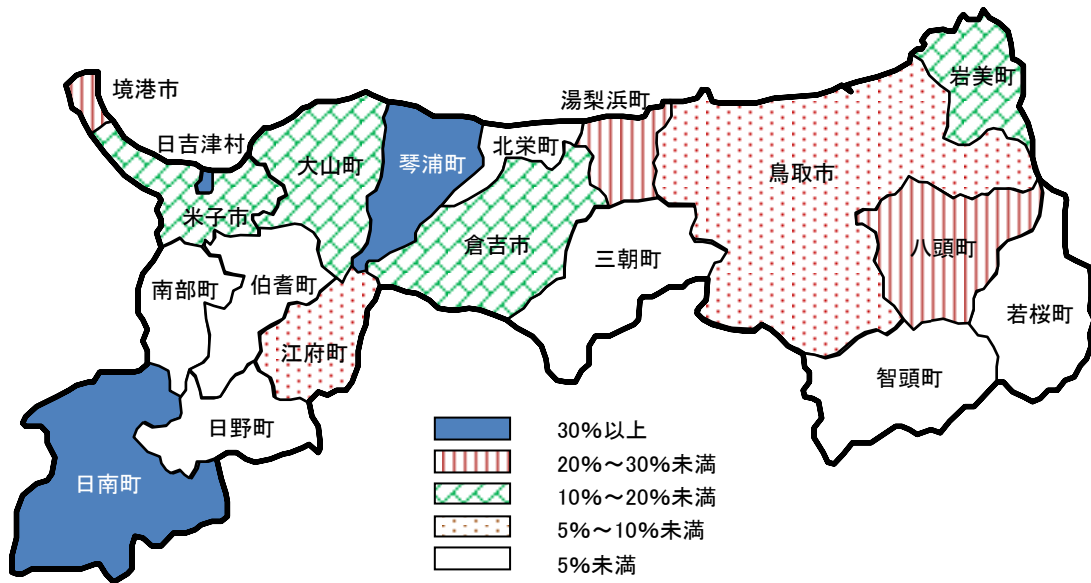 境港市
日吉津村
米子市
大山町
琴浦町
北栄町
湯梨浜町
鳥取市
岩美町
南部町
伯耆町
倉吉市
三朝町
八頭町
若桜町
江府町
智頭町
日野町
日南町
30%以上
20%～30%未満
10%～20%未満
5%～10%未満
5%未満